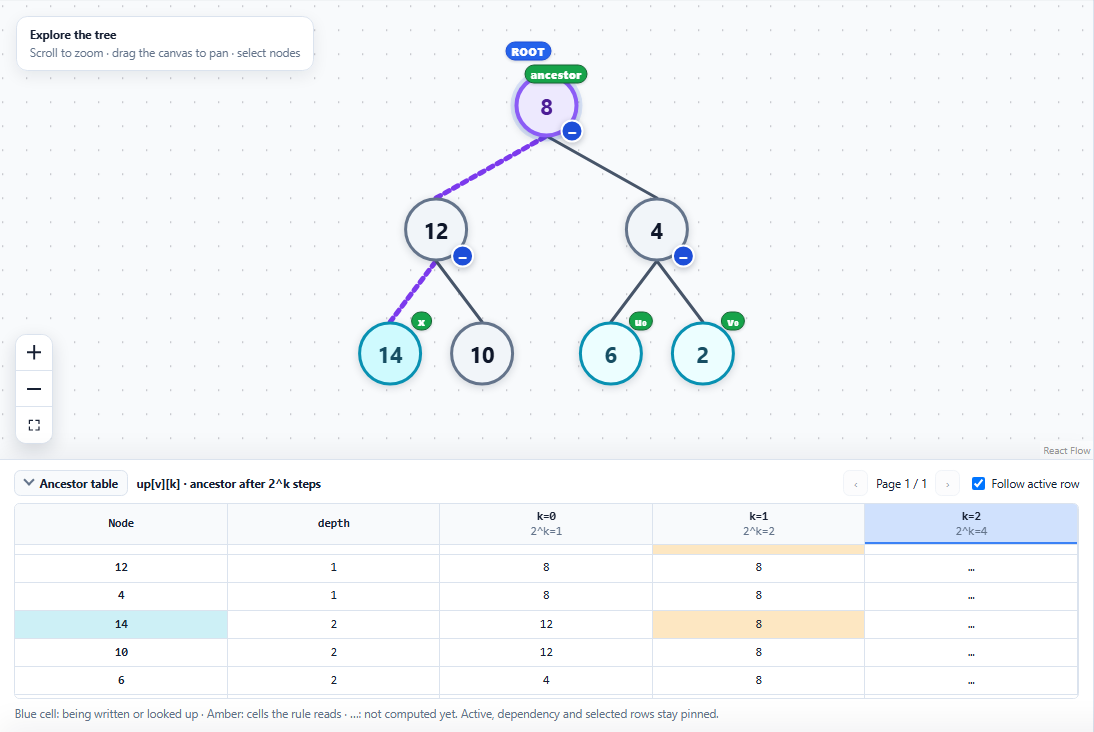 Explore the tree
Scroll to zoom · drag the canvas to pan · select nodes
ROOT
ancestor
8
−
12
−
4
−
x
u₀
v₀
14
10
6
2
+
−
React Flow
Ancestor table
up[v][k] · ancestor after 2^k steps
‹ Page 1 / 1 ›
Follow active row
Node depth k=0 k=1 k=2
2^k=1 2^k=2 2^k=4
12 1 8 8 …
4 1 8 8 …
14 2 12 8 …
10 2 12 8 …
6 2 4 8 …
Blue cell: being written or looked up · Amber: cells the rule reads · …: not computed yet. Active, dependency and selected rows stay pinned.